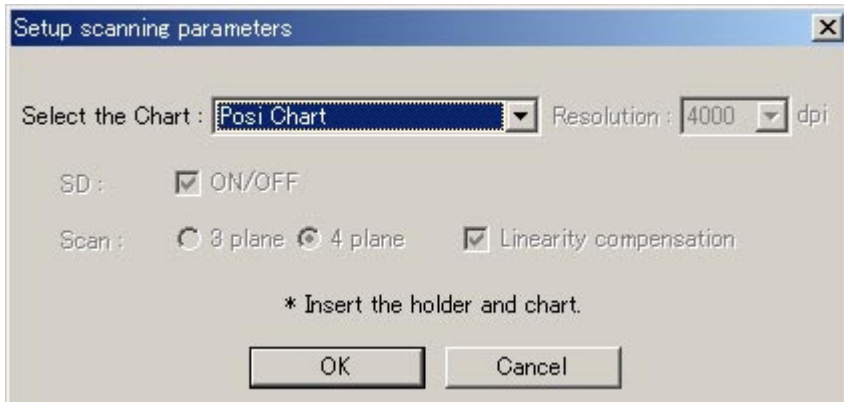 Setup scanning parameters
Select the Chart : Posi Chart Resolution : 4000 dpi
SD : ON/OFF
Scan : 3 plane 4 plane Linearity compensation
* Insert the holder and chart.
OK Cancel